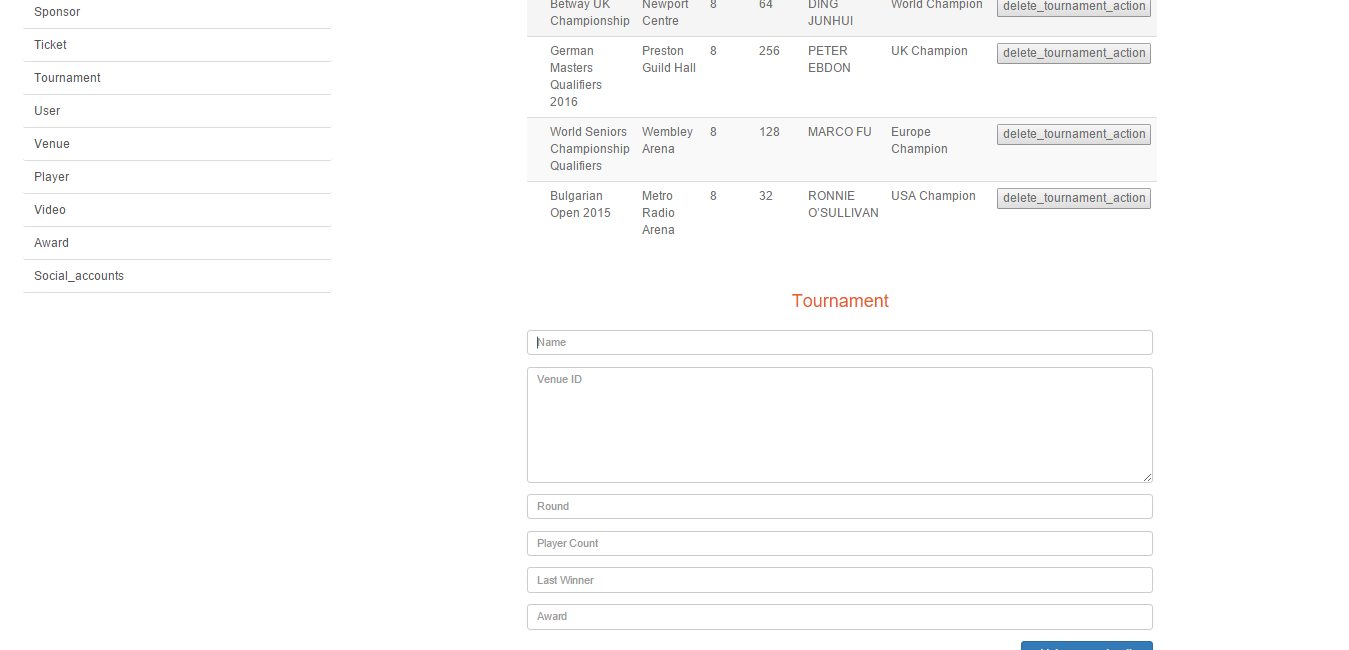 Sponsor
Ticket
Tournament
User
Venue
Player
Video
Award
Social_accounts
Betway UK Newport 8 64 DING World Champion delete_tournament_action
Championship Centre JUNHUI
German Preston 8 256 PETER UK Champion delete_tournament_action
Masters Guild Hall EBDON
Qualifiers
2016
World Seniors Wembley 8 128 MARCO FU Europe delete_tournament_action
Championship Arena Champion
Qualifiers
Bulgarian Metro 8 32 RONNIE USA Champion delete_tournament_action
Open 2015 Radio O'SULLIVAN
Arena
Tournament
Name
Venue ID
Round
Player Count
Last Winner
Award